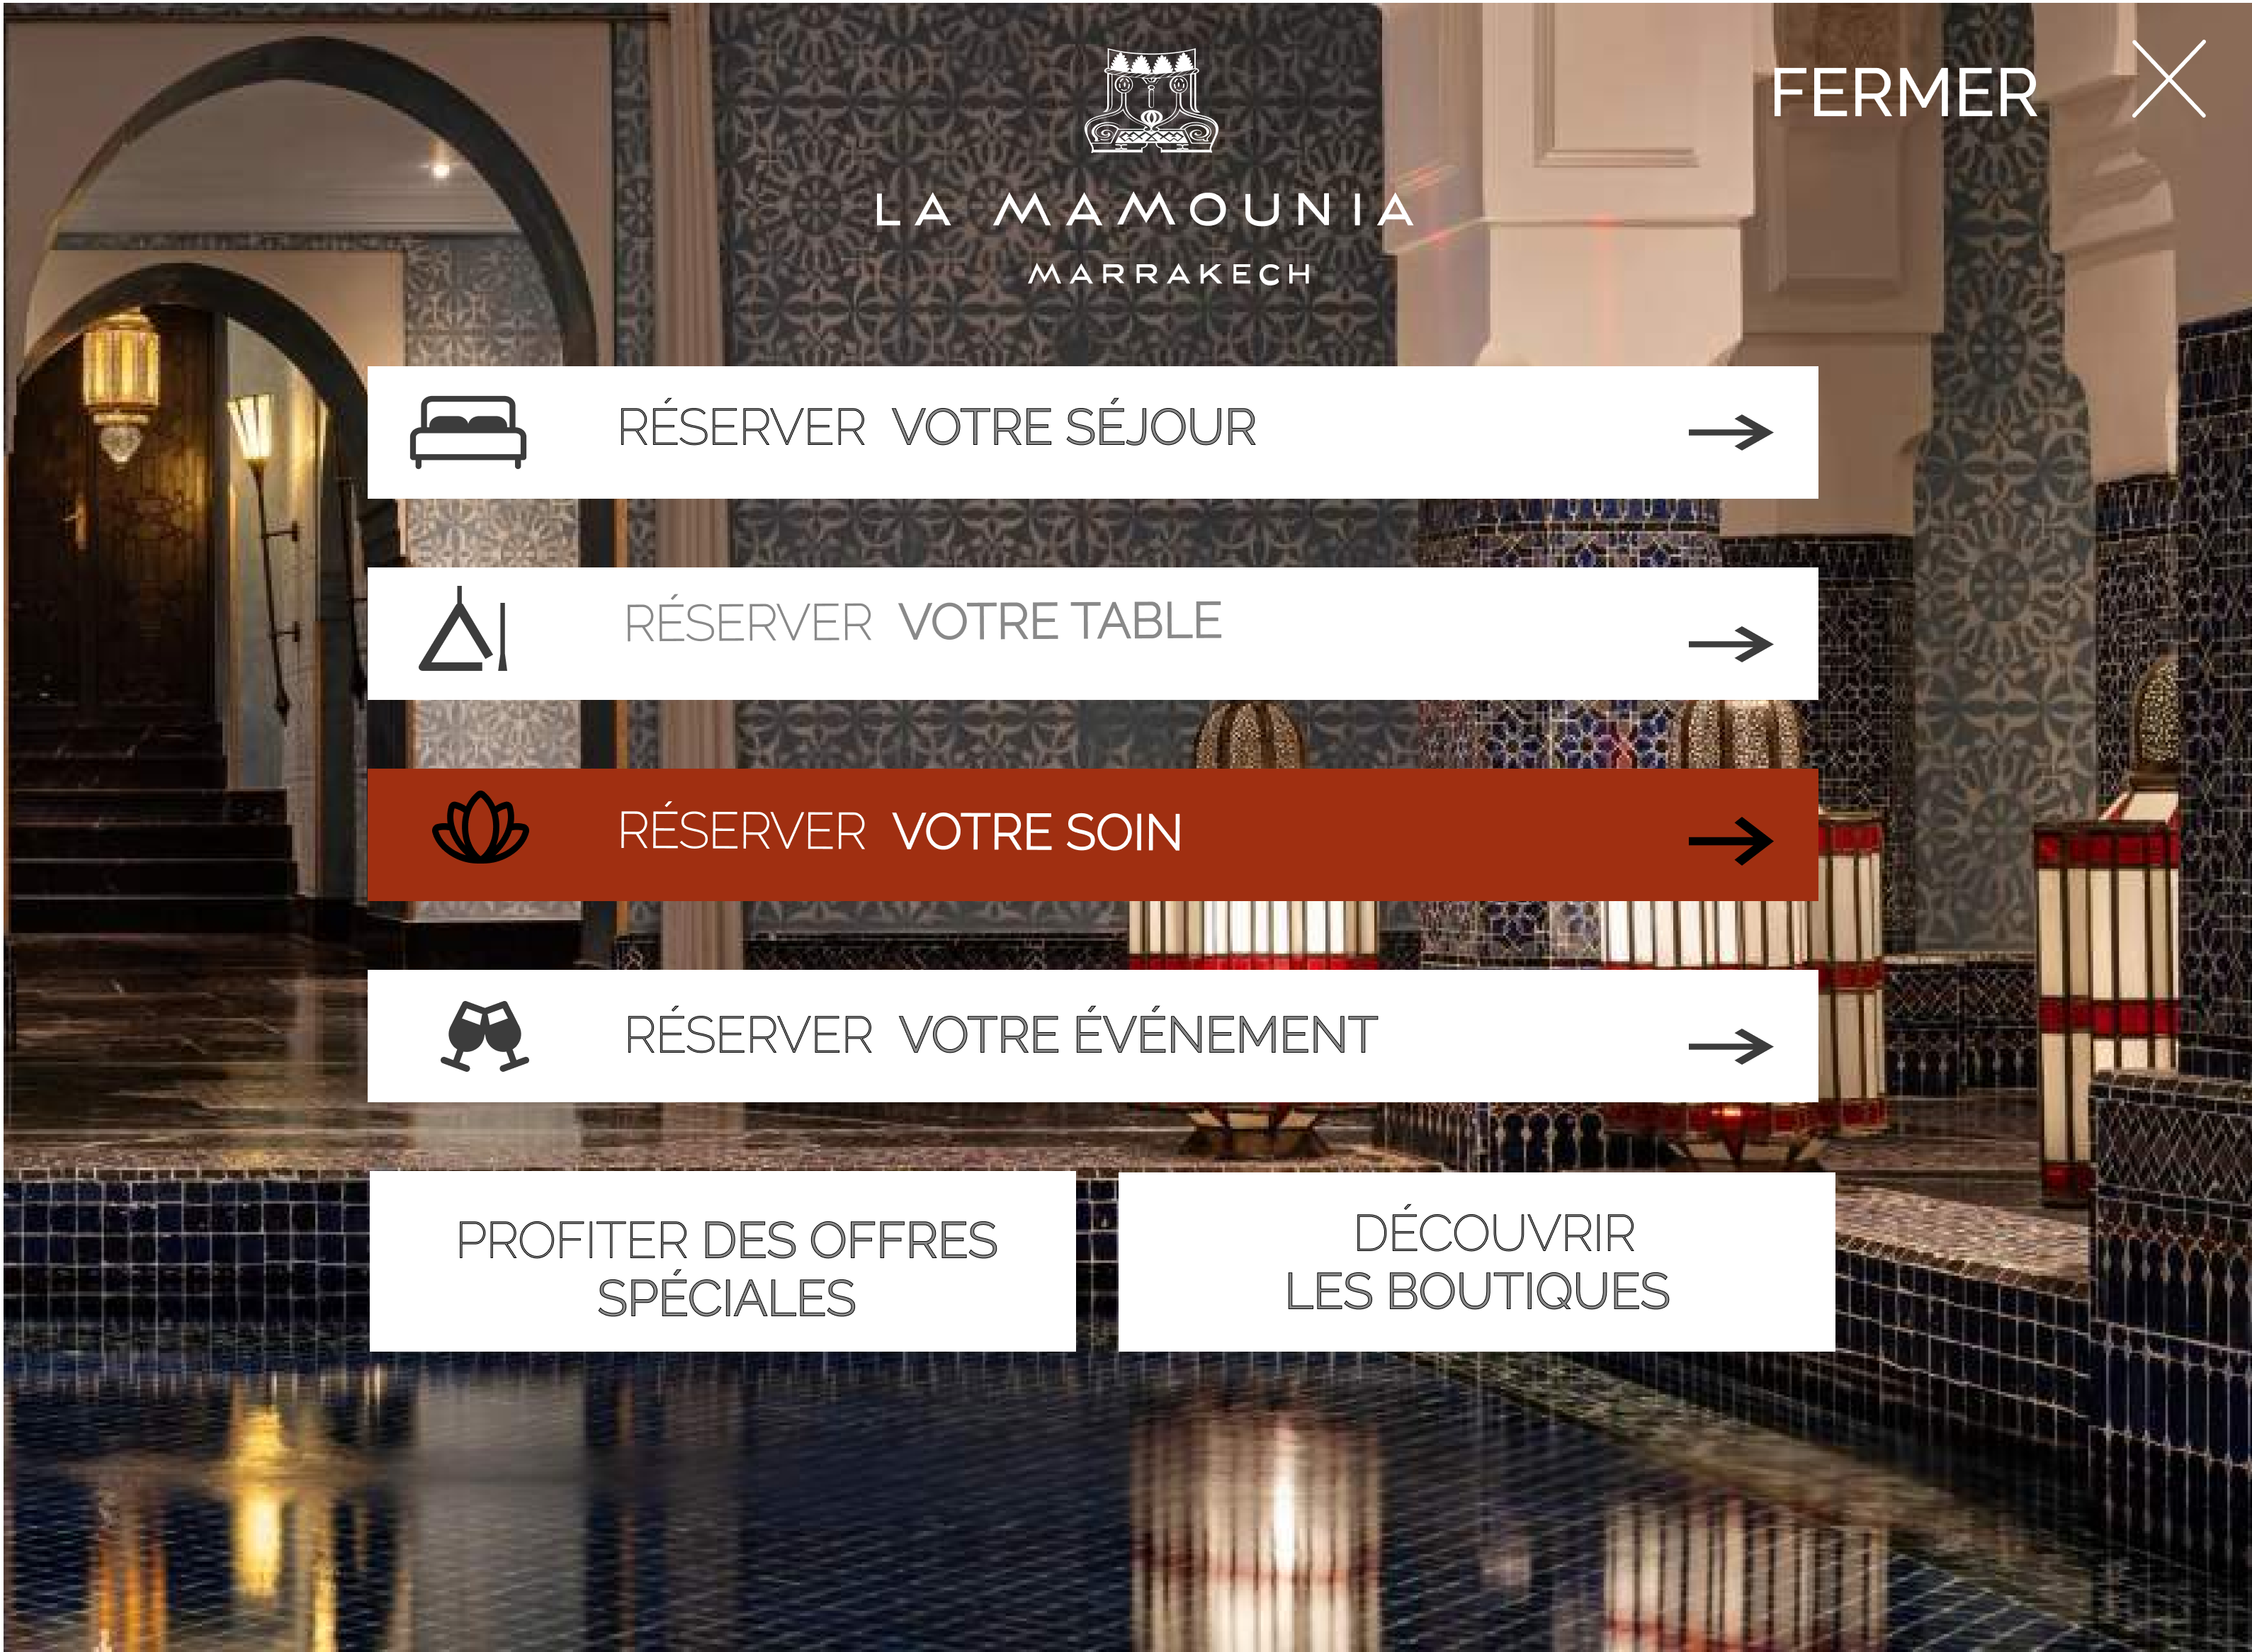 FERMER
LA MAMOUNIA
MARRAKECH
RÉSERVER VOTRE SÉJOUR
RÉSERVER VOTRE TABLE
RÉSERVER VOTRE SOIN
RÉSERVER VOTRE ÉVÉNEMENT
PROFITER DES OFFRES
SPÉCIALES
DÉCOUVRIR
LES BOUTIQUES